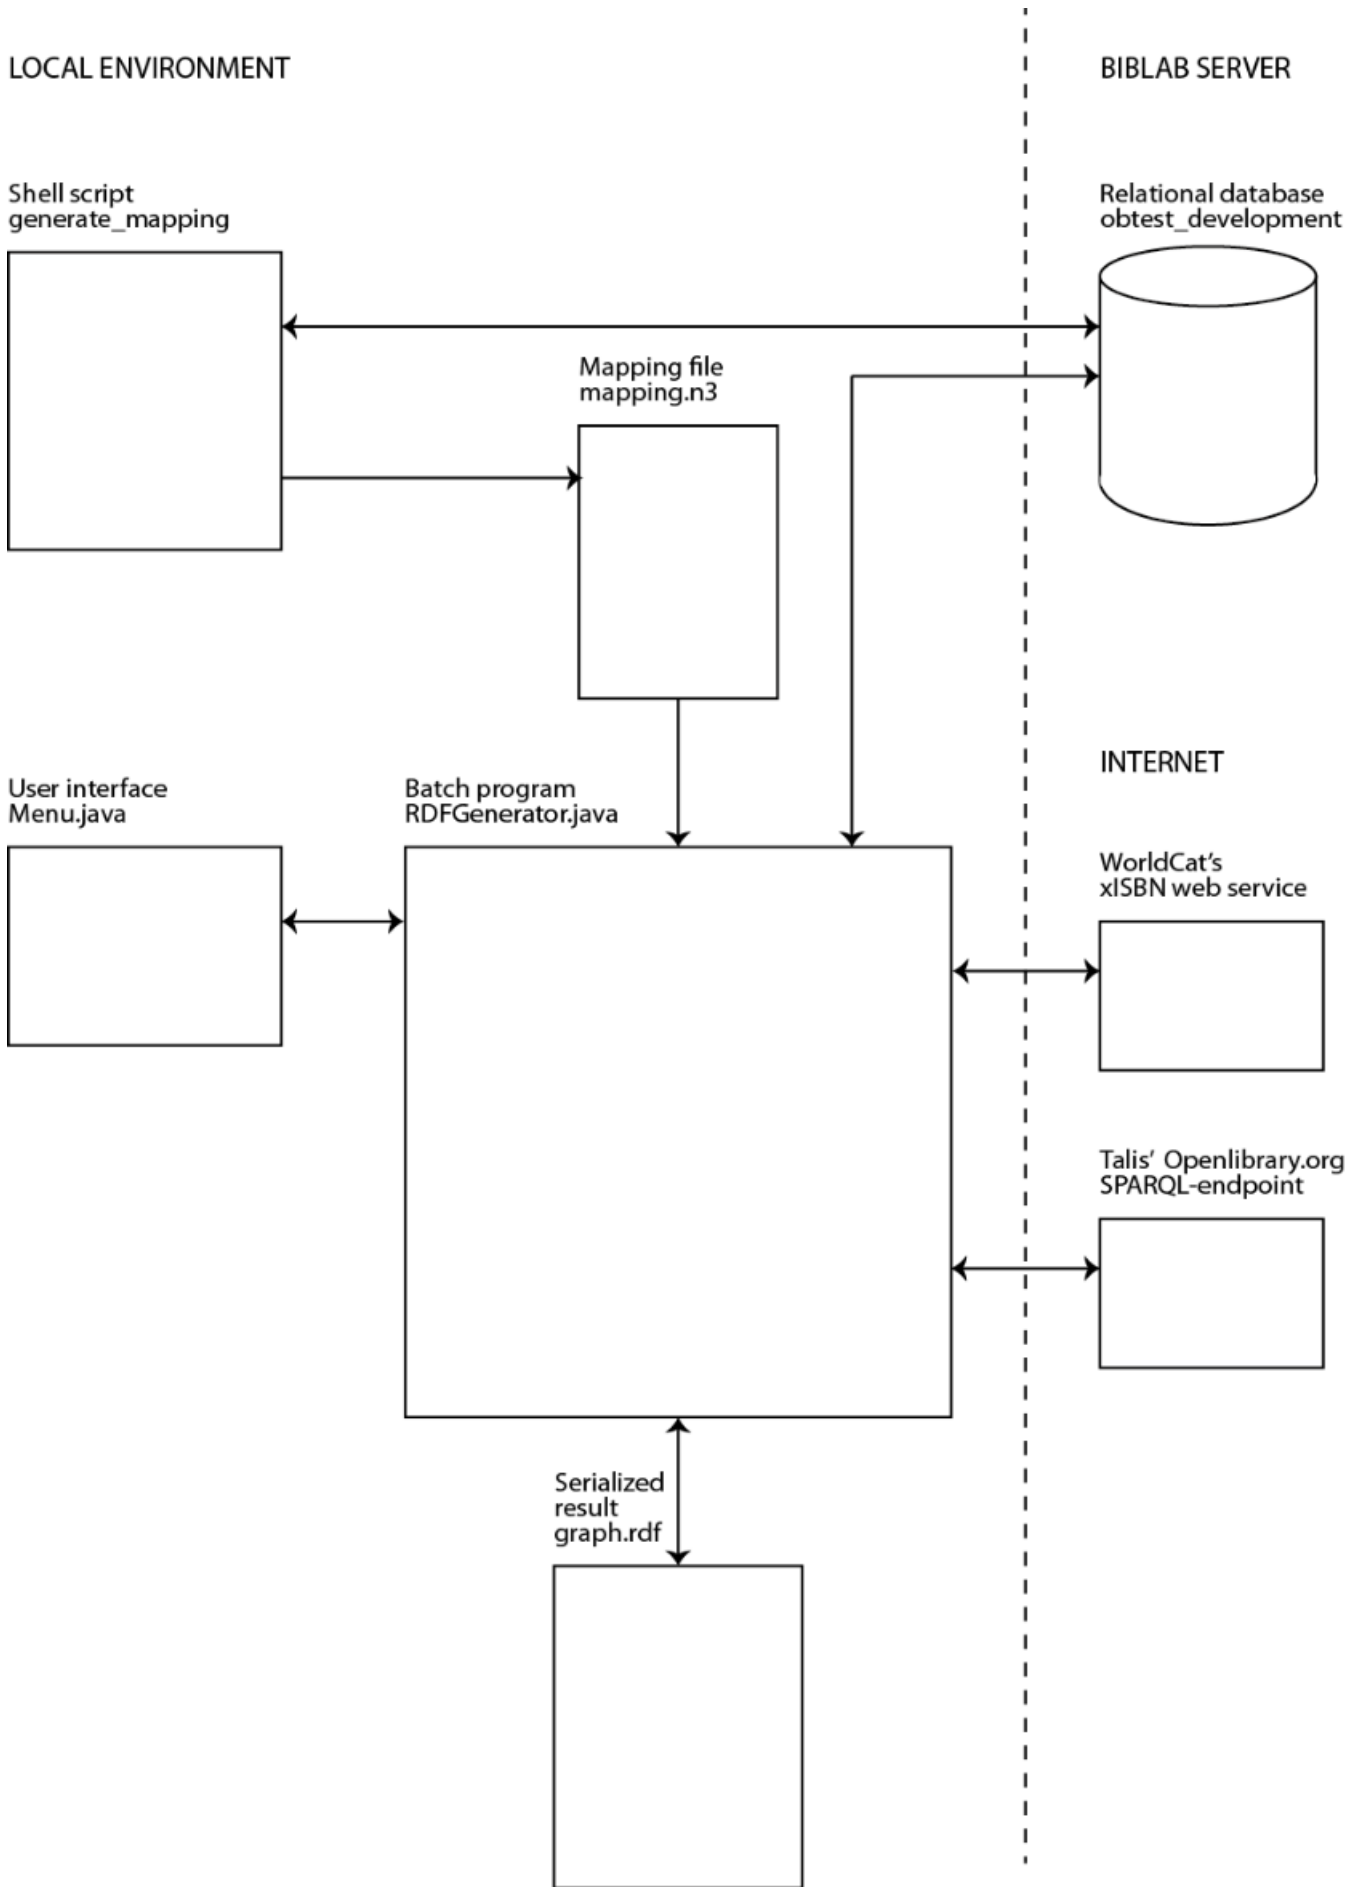 LOCAL ENVIRONMENT
BIBLAB SERVER
Shell script
generate_mapping
Relational database
obtest_development
Mapping file
mapping.n3
INTERNET
User interface
Menu.java
Batch program
RDFGenerator.java
WorldCat's
xISBN web service
Talis' Openlibrary.org
SPARQL-endpoint
Serialized
result
graph.rdf